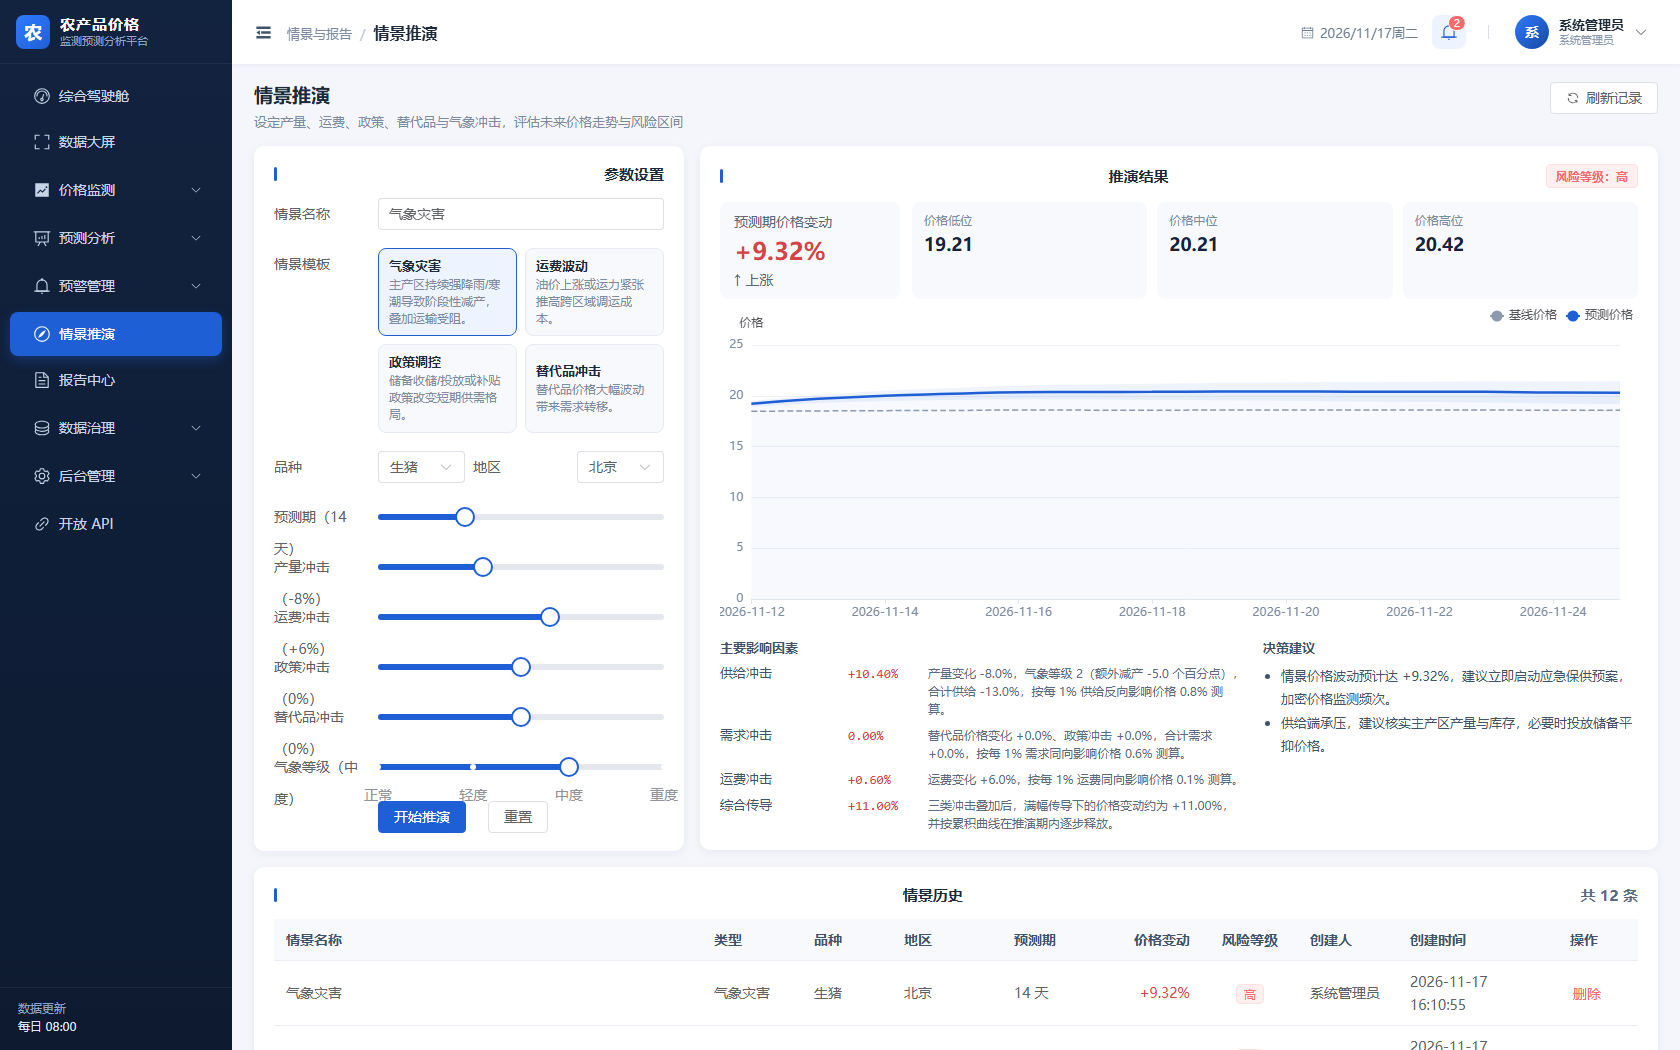 农
农产品价格
监测预测分析平台
综合驾驶舱
数据大屏
价格监测
预测分析
预警管理
情景推演
报告中心
数据治理
后台管理
开放 API
数据更新
每日 08:00
情景与报告 / 情景推演
2026/11/17周二
2
系
系统管理员
系统管理员
情景推演
设定产量、运费、政策、替代品与气象冲击，评估未来价格走势与风险区间
刷新记录
参数设置
情景名称
气象灾害
情景模板
气象灾害
主产区持续强降雨/寒
潮导致阶段性减产，
叠加运输受阻。
运费波动
油价上涨或运力紧张
推高跨区域调运成
本。
政策调控
储备收储/投放或补贴
政策改变短期供需格
局。
替代品冲击
替代品价格大幅波动
带来需求转移。
品种
生猪
地区
北京
预测期（14
天）
产量冲击
（-8%）
运费冲击
（+6%）
政策冲击
（0%）
替代品冲击
（0%）
气象等级（中
度）
正常
轻度
中度
重度
开始推演
重置
推演结果
风险等级：高
预测期价格变动
+9.32%
↑ 上涨
价格低位
19.21
价格中位
20.21
价格高位
20.42
价格
基线价格
预测价格
25
20
15
10
5
0
2026-11-12
2026-11-14
2026-11-16
2026-11-18
2026-11-20
2026-11-22
2026-11-24
主要影响因素
供给冲击
+10.40%
产量变化 -8.0%，气象等级 2（额外减产 -5.0 个百分点），
合计供给 -13.0%，按每 1% 供给反向影响价格 0.8% 测
算。
需求冲击
0.00%
替代品价格变化 +0.0%、政策冲击 +0.0%，合计需求
+0.0%，按每 1% 需求同向影响价格 0.6% 测算。
运费冲击
+0.60%
运费变化 +6.0%，按每 1% 运费同向影响价格 0.1% 测算。
综合传导
+11.00%
三类冲击叠加后，满幅传导下的价格变动约为 +11.00%，
并按累积曲线在推演期内逐步释放。
决策建议
情景价格波动预计达 +9.32%，建议立即启动应急保供预案，
加密价格监测频次。
供给端承压，建议核实主产区产量与库存，必要时投放储备平
抑价格。
情景历史
共 12 条
情景名称 类型 品种 地区 预测期 价格变动 风险等级 创建人 创建时间 操作
气象灾害 气象灾害 生猪 北京 14 天 +9.32% 高 系统管理员 2026-11-17
16:10:55 删除
2026-11-17